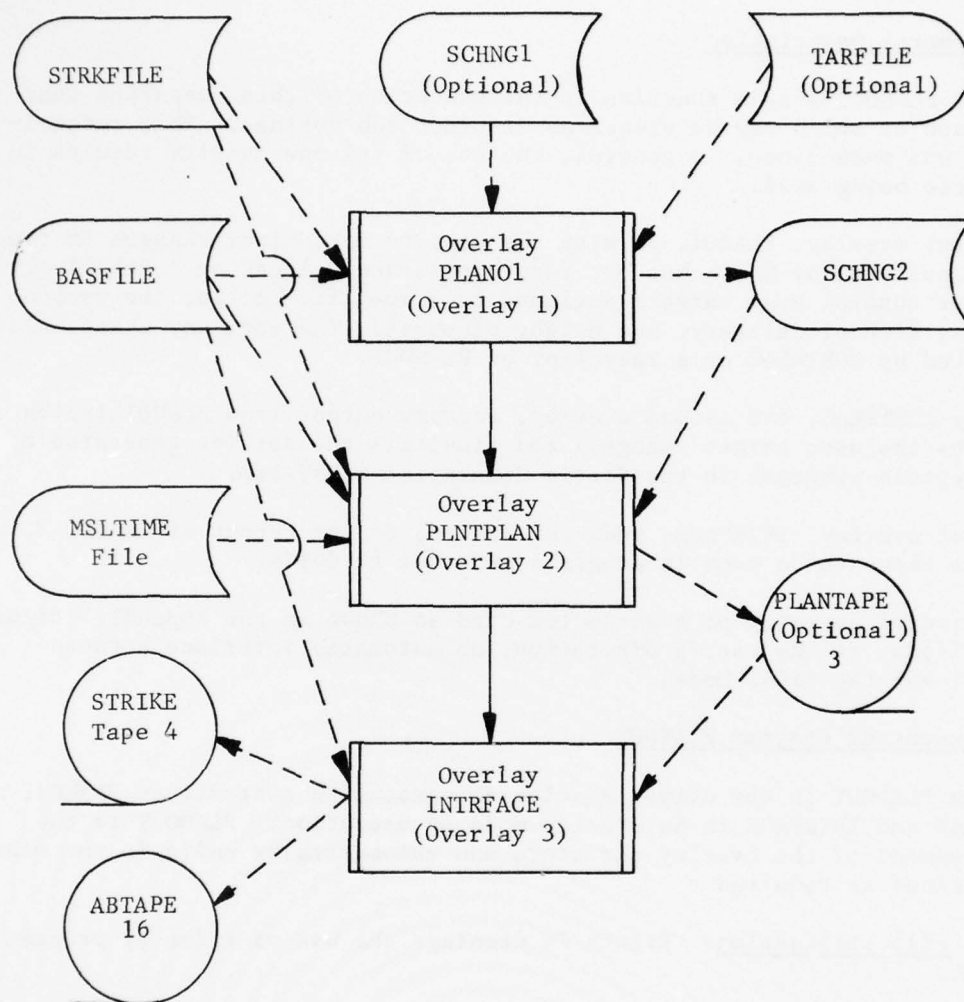 STRKFILE
SCHNG1
(Optional)
TARFILE
(Optional)
BASFILE
Overlay
PLANO1
(Overlay 1)
SCHNG2
MSLTIME
File
Overlay
PLNTPLAN
(Overlay 2)
PLANTAPE
(Optional)
3
STRIKE
Tape 4
Overlay
INTRFACE
(Overlay 3)
ABTAPE
16